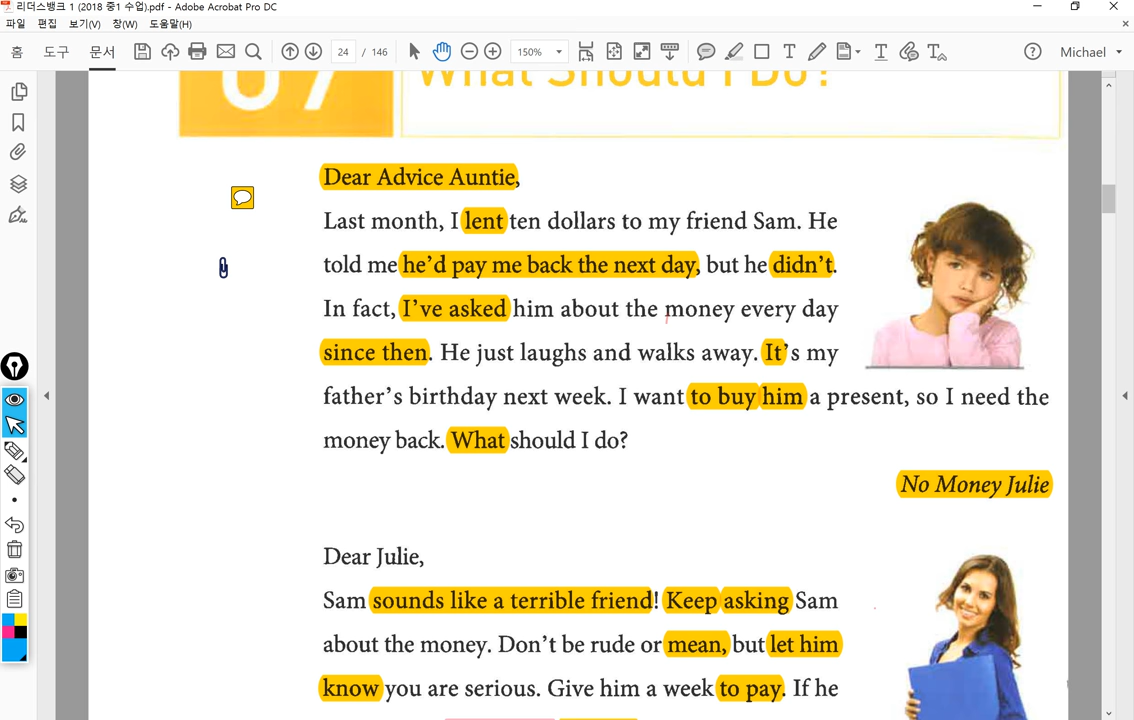 리더스뱅크 1 (2018 중1 수업).pdf - Adobe Acrobat Pro DC
파일 편집 보기(V) 창(W) 도움말(H)
홈 도구 문서 24 / 146 150% Michael
07 What Should I Do?
Dear Advice Auntie,
Last month, I lent ten dollars to my friend Sam. He
told me he'd pay me back the next day, but he didn't.
In fact, I've asked him about the money every day
since then. He just laughs and walks away. It's my
father's birthday next week. I want to buy him a present, so I need the
money back. What should I do?
No Money Julie
Dear Julie,
Sam sounds like a terrible friend! Keep asking Sam
about the money. Don't be rude or mean, but let him
know you are serious. Give him a week to pay. If he